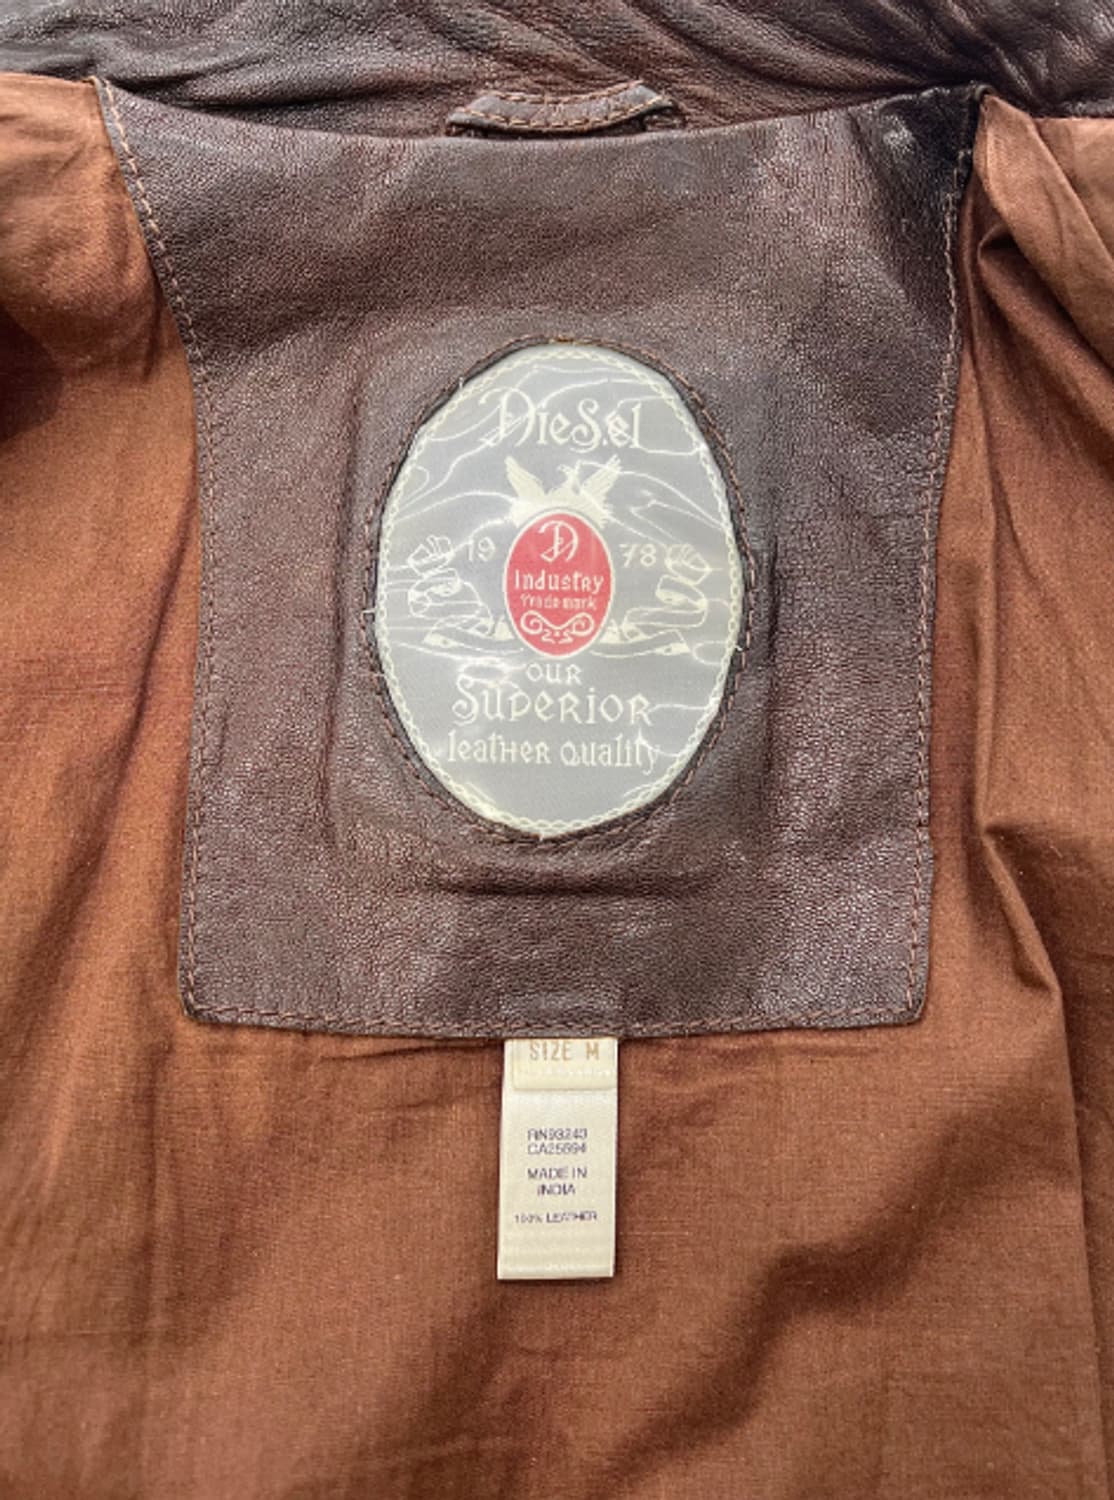 DieSel
19 78
D
Industry
Trade mark
OUR
Superior
leather quality
SIZE M
RN93243
CA25594
MADE IN
INDIA
100% LEATHER